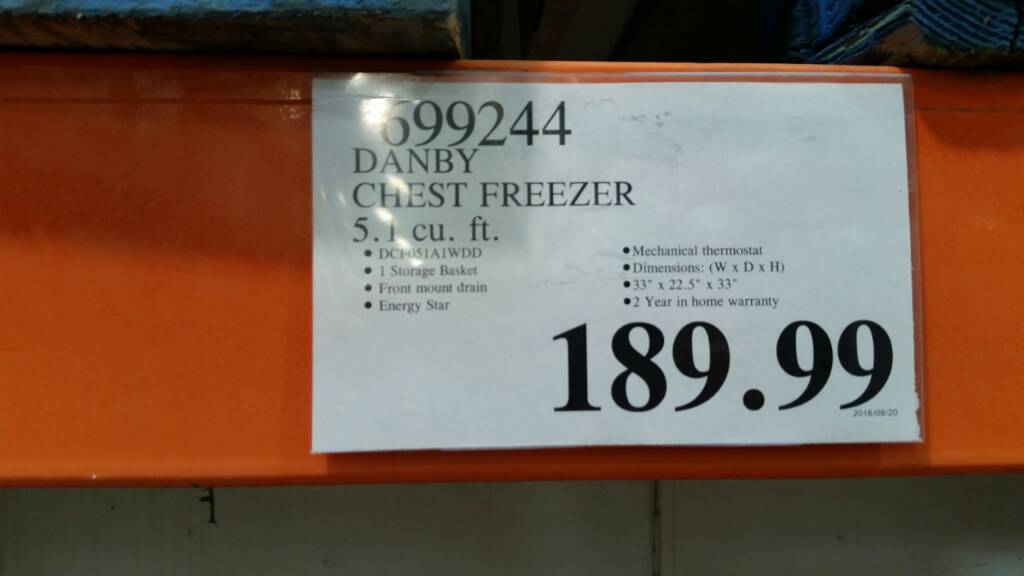 699244
DANBY
CHEST FREEZER
5.1 cu. ft.
• DCF051A1WDD
• 1 Storage Basket
• Front mount drain
• Energy Star
• Mechanical thermostat
• Dimensions: (W x D x H)
• 33" x 22.5" x 33"
• 2 Year in home warranty
189.99
2016/09/20